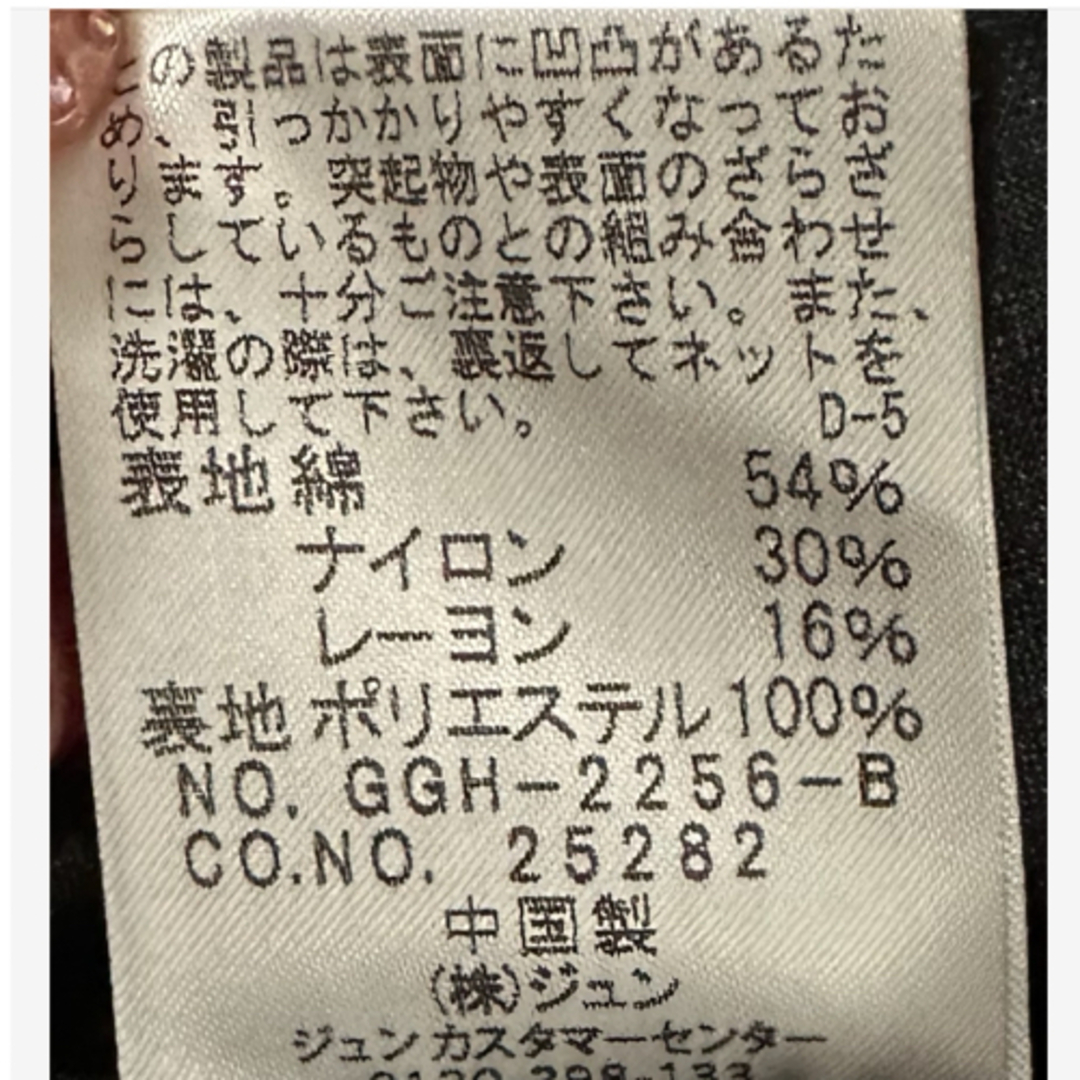 この製品は表面に凹凸があるた
め、引っかかりやすくなってお
ります。突起物や表面のざらざ
らしているものとの組み合わせ
には、十分ご注意下さい。また、
洗濯の際は、裏返してネットを
使用して下さい。 D-5
表地 綿 54%
ナイロン 30%
レーヨン 16%
裏地 ポリエステル 100%
NO. GGH-2256-B
CO.NO. 25282
中国製
(株)ジュン
ジュンカスタマーセンター
0120-298-133